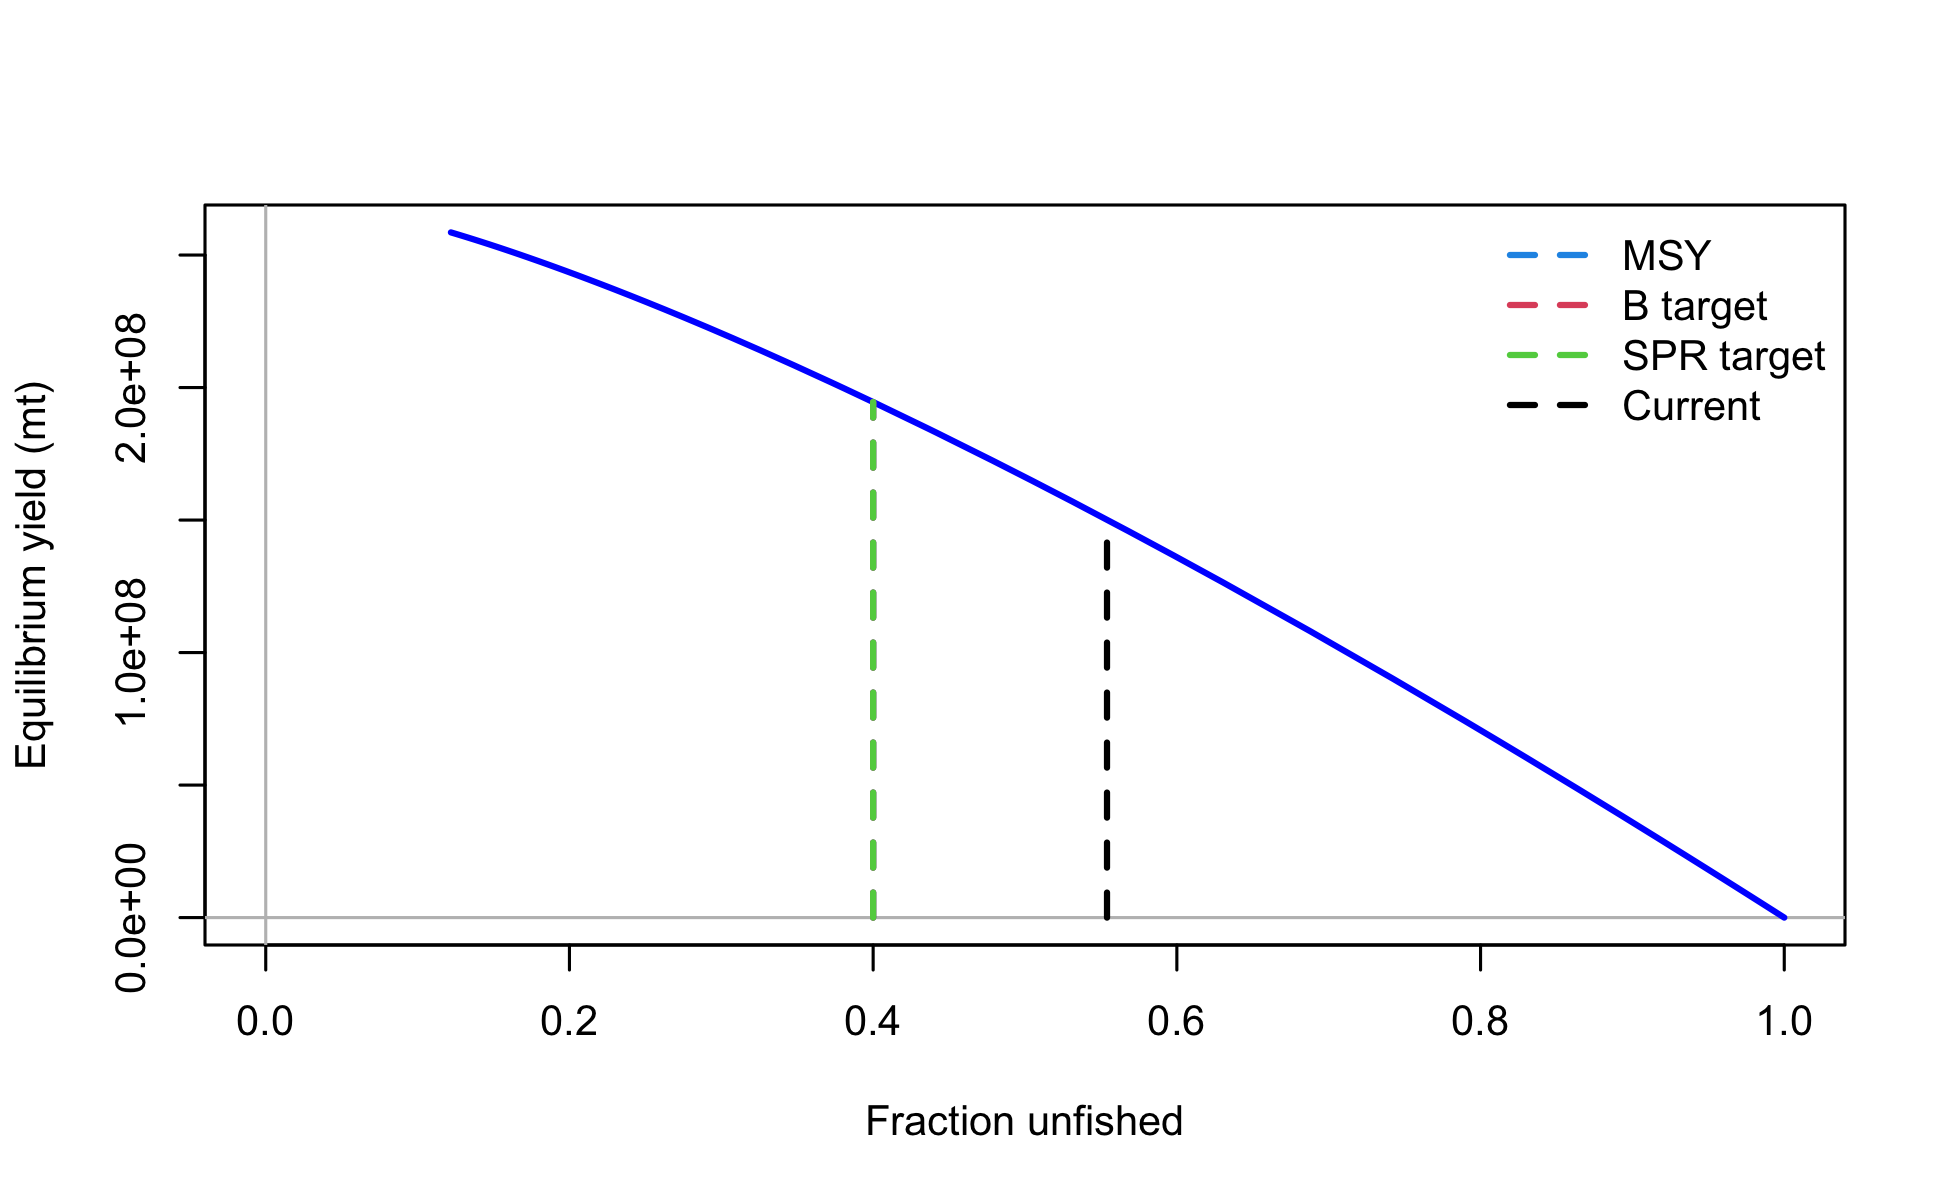 MSY
B target
SPR target
Current
Equilibrium yield (mt)
2.0e+08
1.0e+08
0.0e+00
0.0 0.2 0.4 0.6 0.8 1.0
Fraction unfished